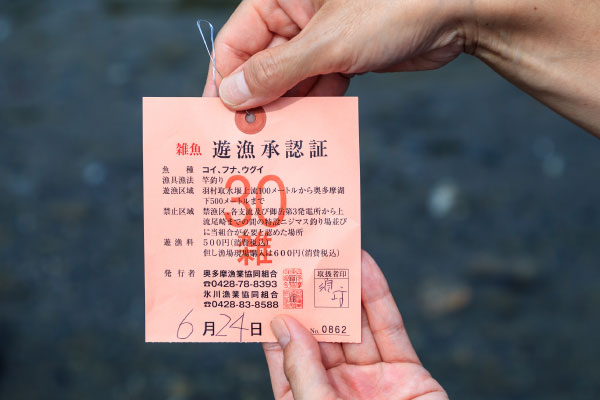 雑魚 遊漁承認証
魚種 コイ、フナ、ウグイ
漁具漁法 竿釣り
遊漁区域 羽村取水堰上流100メートルから奥多摩湖
下500メートルまで
禁止区域 禁漁区、各支流及び御岳第3発電所から上
流尾崎までの間の特設ニジマス釣り場並び
に当組合が必要と認めた場所
遊漁料 500円(消費税込)
但し漁場現場購入は600円(消費税込)
30
雑
発行者 奥多摩漁業協同組合
☎0428-78-8393
氷川漁業協同組合
☎0428-83-8588
取扱者印
6月24日
No. 0862